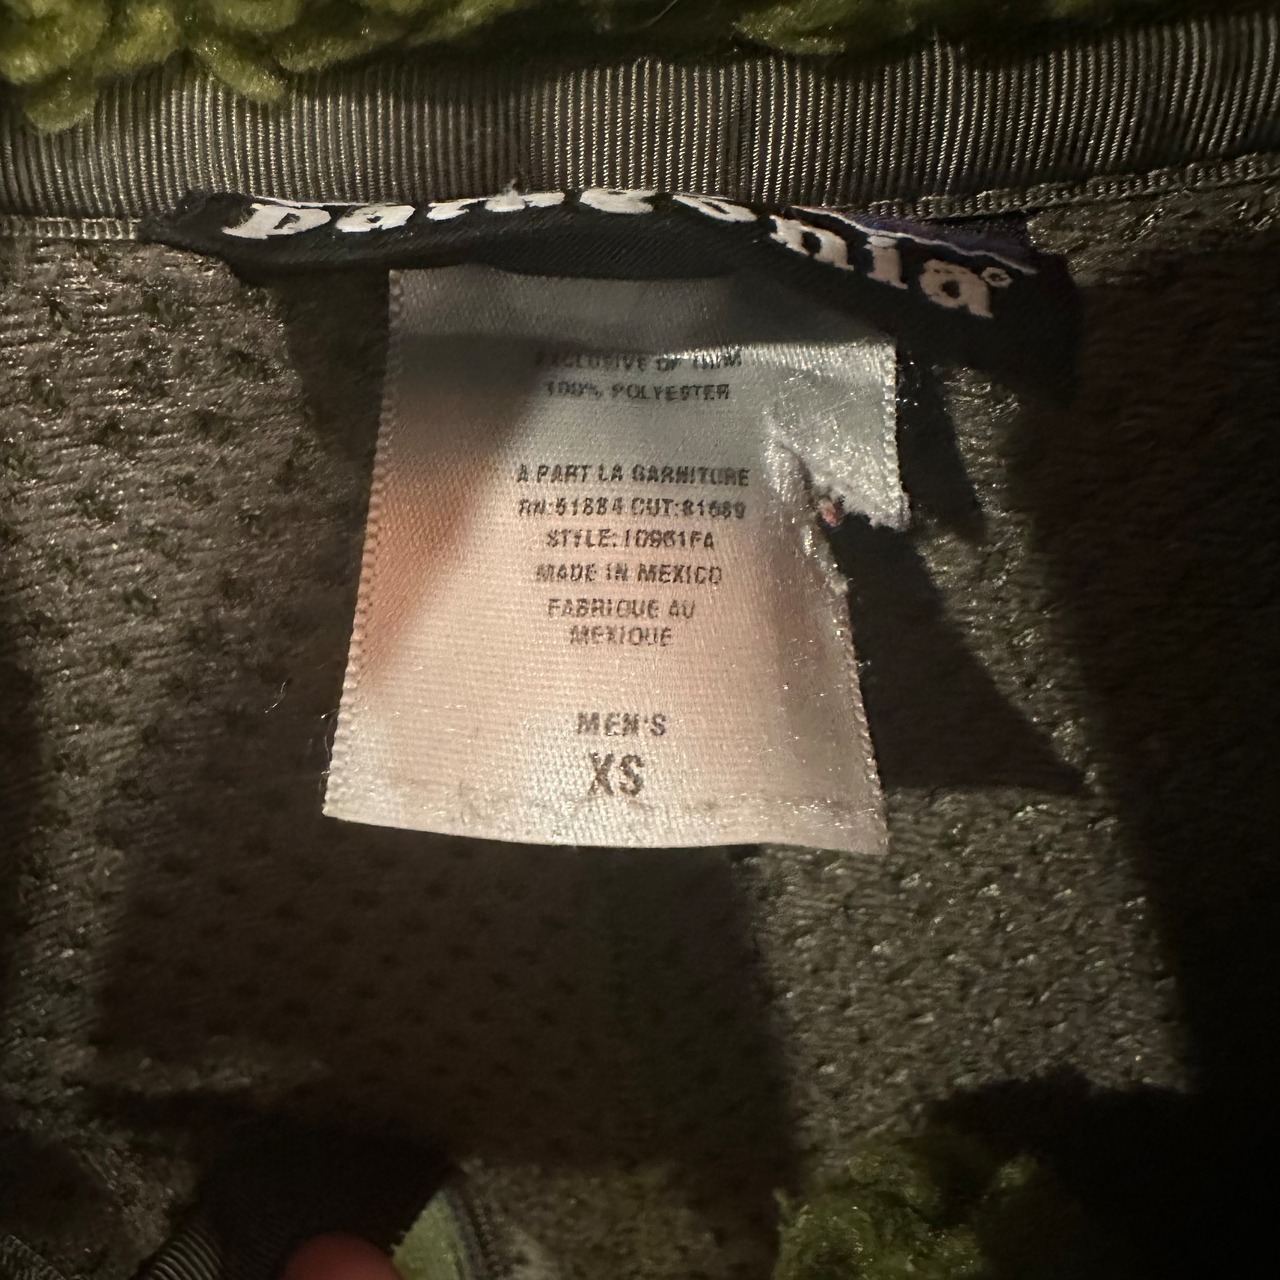 Patagonia®
EXCLUSIVE OF TRIM
100% POLYESTER
A PART LA GARNITURE
RN:51884 CUT:81689
STYLE:10961FA
MADE IN MEXICO
FABRIQUE AU
MEXIQUE
MEN'S
XS